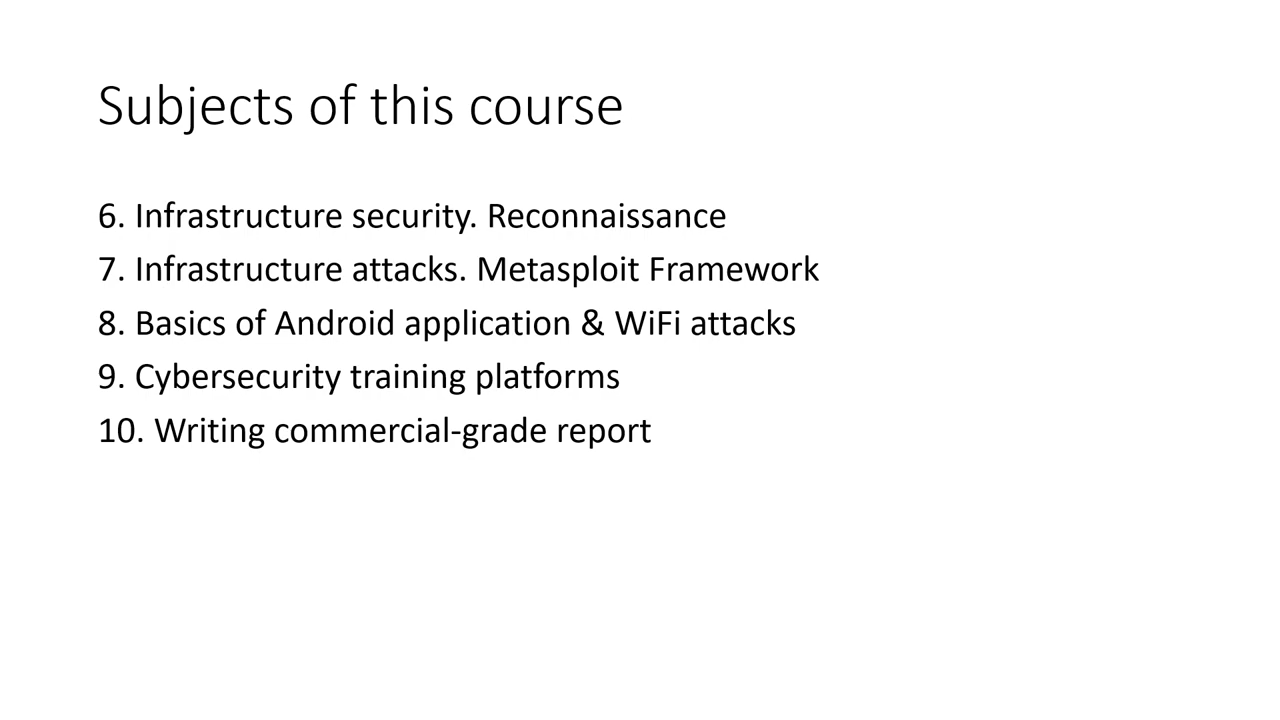 Subjects of this course
6. Infrastructure security. Reconnaissance
7. Infrastructure attacks. Metasploit Framework
8. Basics of Android application & WiFi attacks
9. Cybersecurity training platforms
10. Writing commercial-grade report